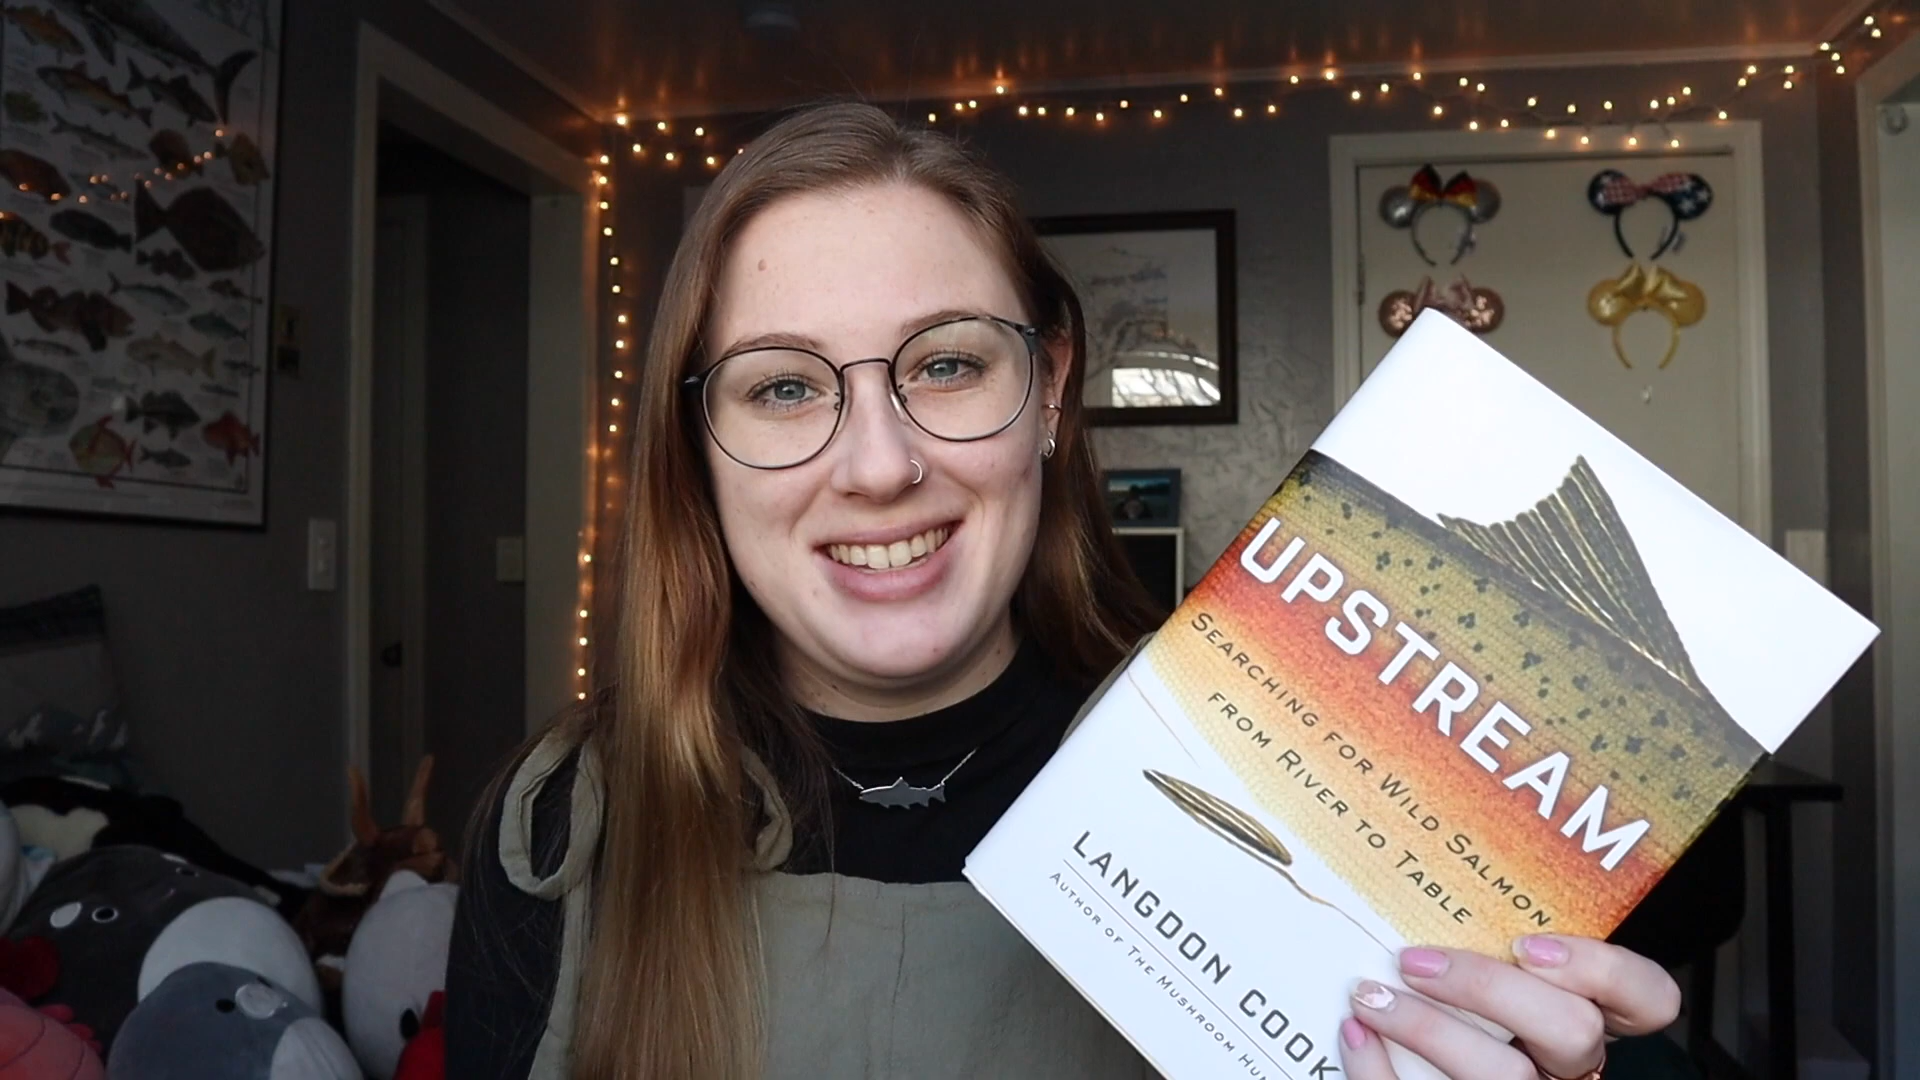 UPSTREAM
SEARCHING FOR WILD SALMON
FROM RIVER TO TABLE
LANGDON COOK
AUTHOR OF THE MUSHROOM